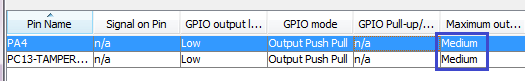 Pin Name Signal on Pin GPIO output l... GPIO mode GPIO Pull-up/... Maximum out...
PA4 n/a Low Output Push Pull n/a Medium
PC13-TAMPER... n/a Low Output Push Pull n/a Medium